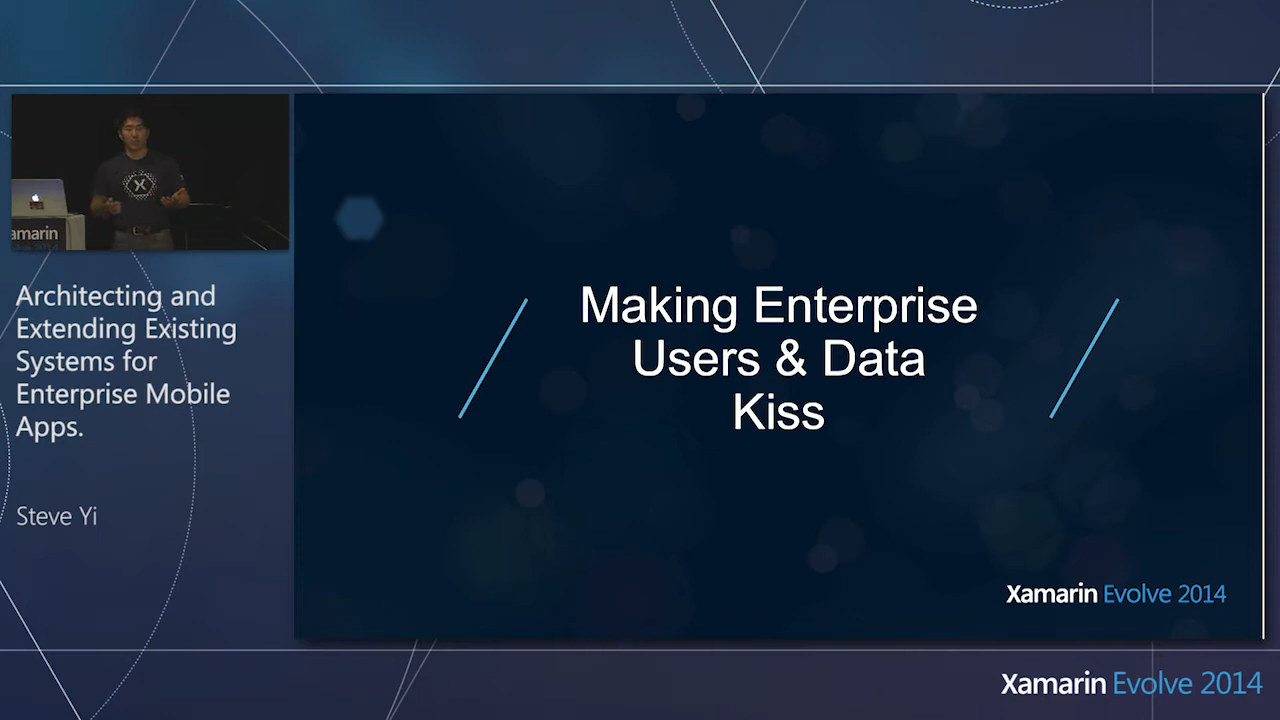 amarin
Architecting and
Extending Existing
Systems for
Enterprise Mobile
Apps.
Steve Yi
Making Enterprise
Users & Data
Kiss
Xamarin Evolve 2014
Xamarin Evolve 2014